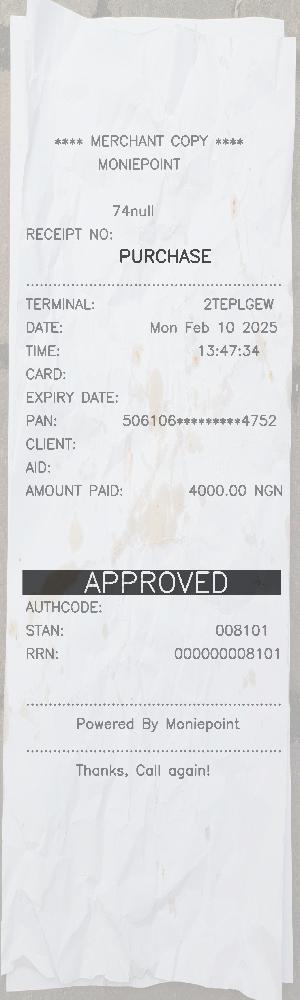 **** MERCHANT COPY ****
MONIEPOINT
74null
RECEIPT NO:
PURCHASE
TERMINAL: 2TEPLGEW
DATE: Mon Feb 10 2025
TIME: 13:47:34
CARD:
EXPIRY DATE:
PAN: 506106*********4752
CLIENT:
AID:
AMOUNT PAID: 4000.00 NGN
APPROVED
AUTHCODE:
STAN: 008101
RRN: 000000008101
Powered By Moniepoint
Thanks, Call again!